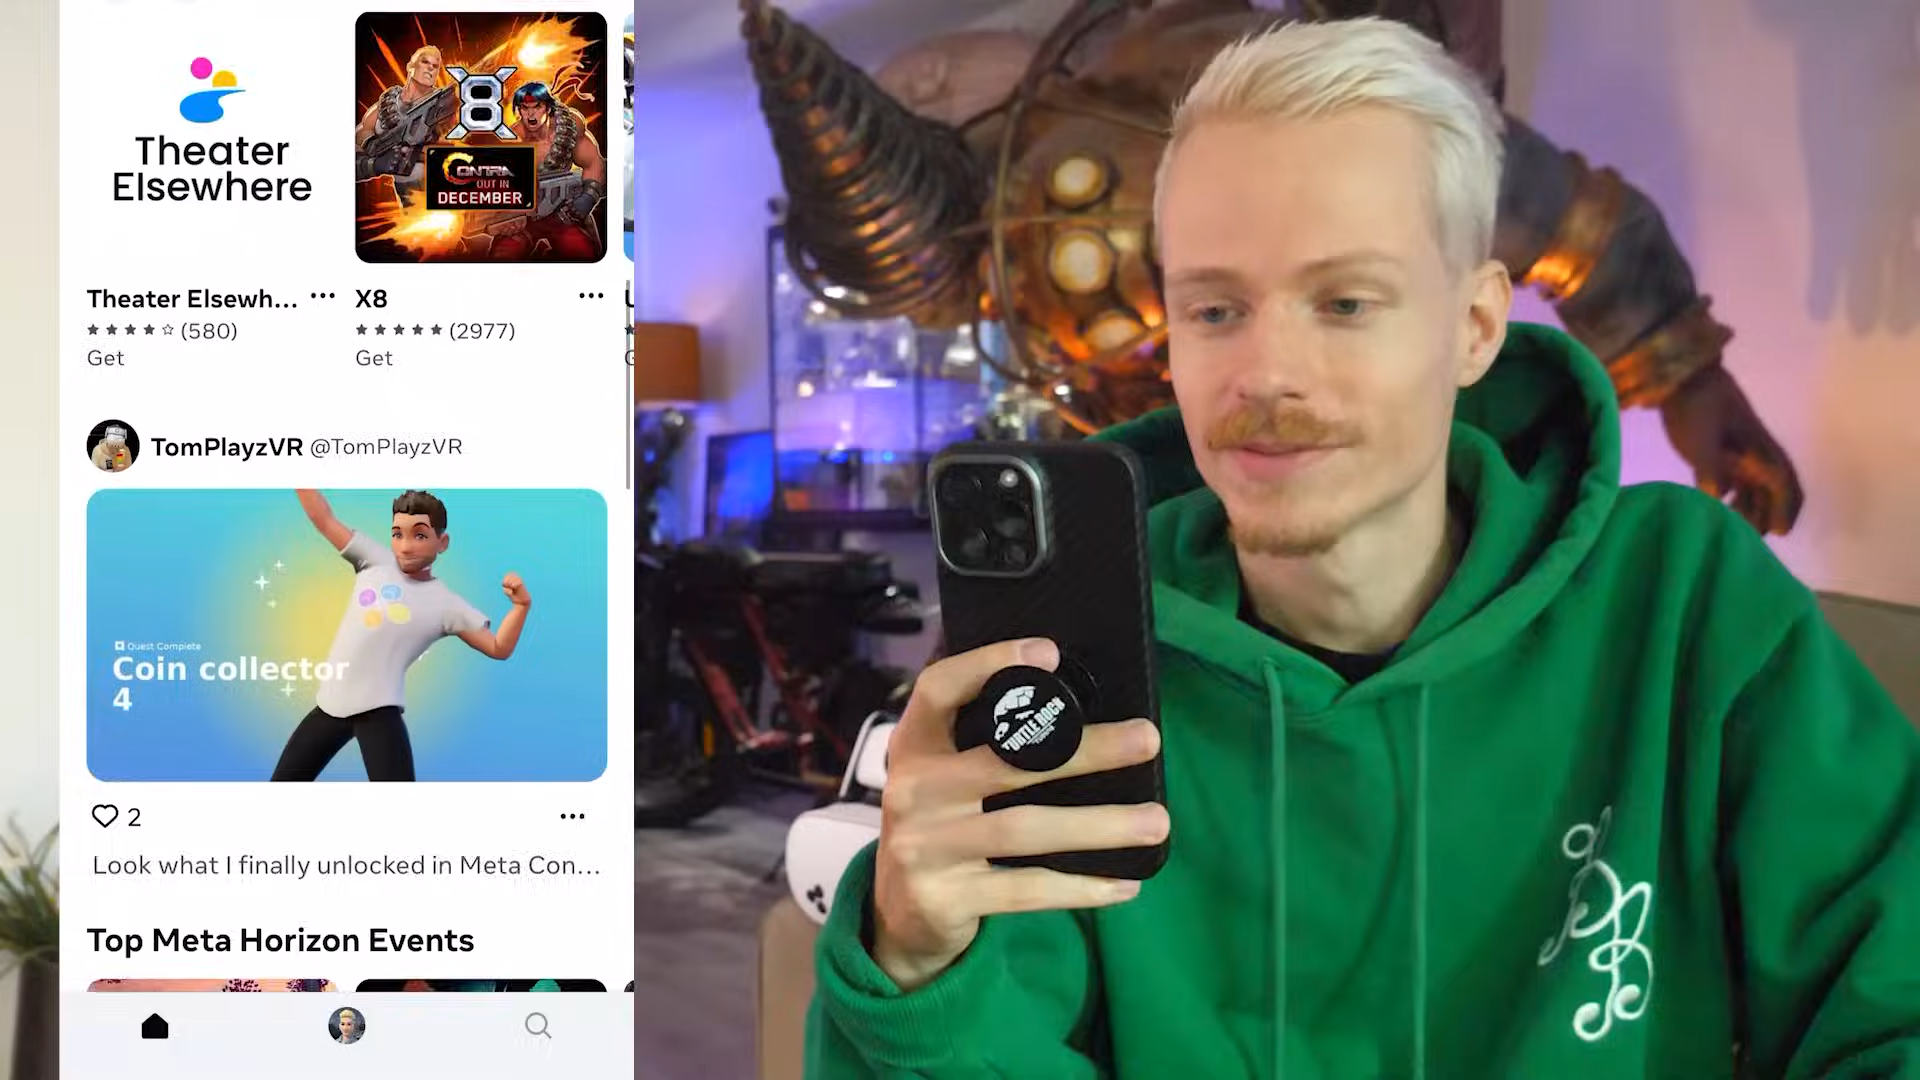 Theater
Elsewhere
8
CONTRA
OUT IN
DECEMBER
Theater Elsewh... ...
(580)
Get
X8 ...
(2977)
Get
TomPlayzVR @TomPlayzVR
Quest Complete
Coin collector
4
2 ...
Look what I finally unlocked in Meta Con...
Top Meta Horizon Events
TURTLE ROCK